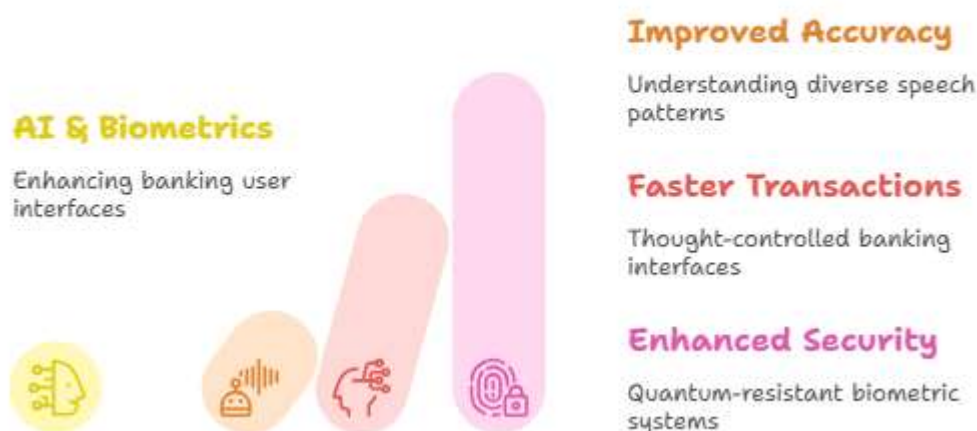 AI & Biometrics
Enhancing banking user
interfaces
Improved Accuracy
Understanding diverse speech
patterns
Faster Transactions
Thought-controlled banking
interfaces
Enhanced Security
Quantum-resistant biometric
systems